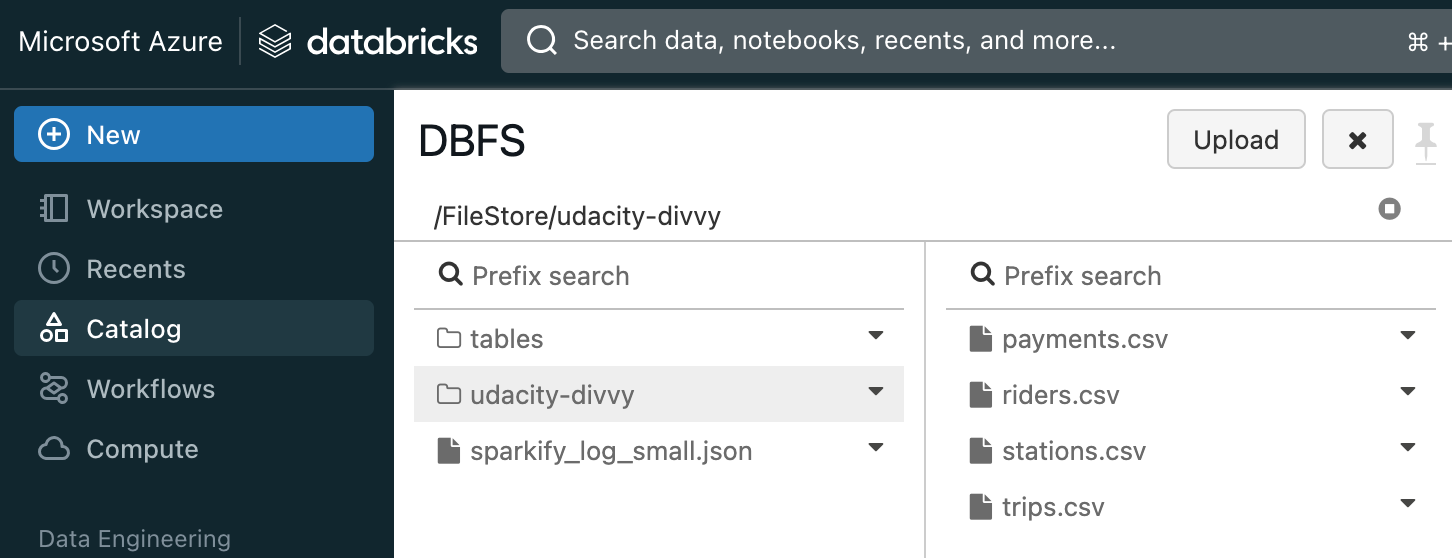 Microsoft Azure databricks Search data, notebooks, recents, and more... ⌘ +
New
Workspace
Recents
Catalog
Workflows
Compute
Data Engineering
DBFS Upload
/FileStore/udacity-divvy
Prefix search
tables
udacity-divvy
sparkify_log_small.json
Prefix search
payments.csv
riders.csv
stations.csv
trips.csv